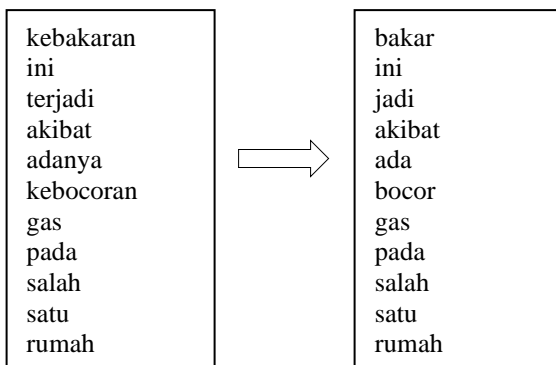 kebakaran
ini
terjadi
akibat
adanya
kebocoran
gas
pada
salah
satu
rumah
bakar
ini
jadi
akibat
ada
bocor
gas
pada
salah
satu
rumah